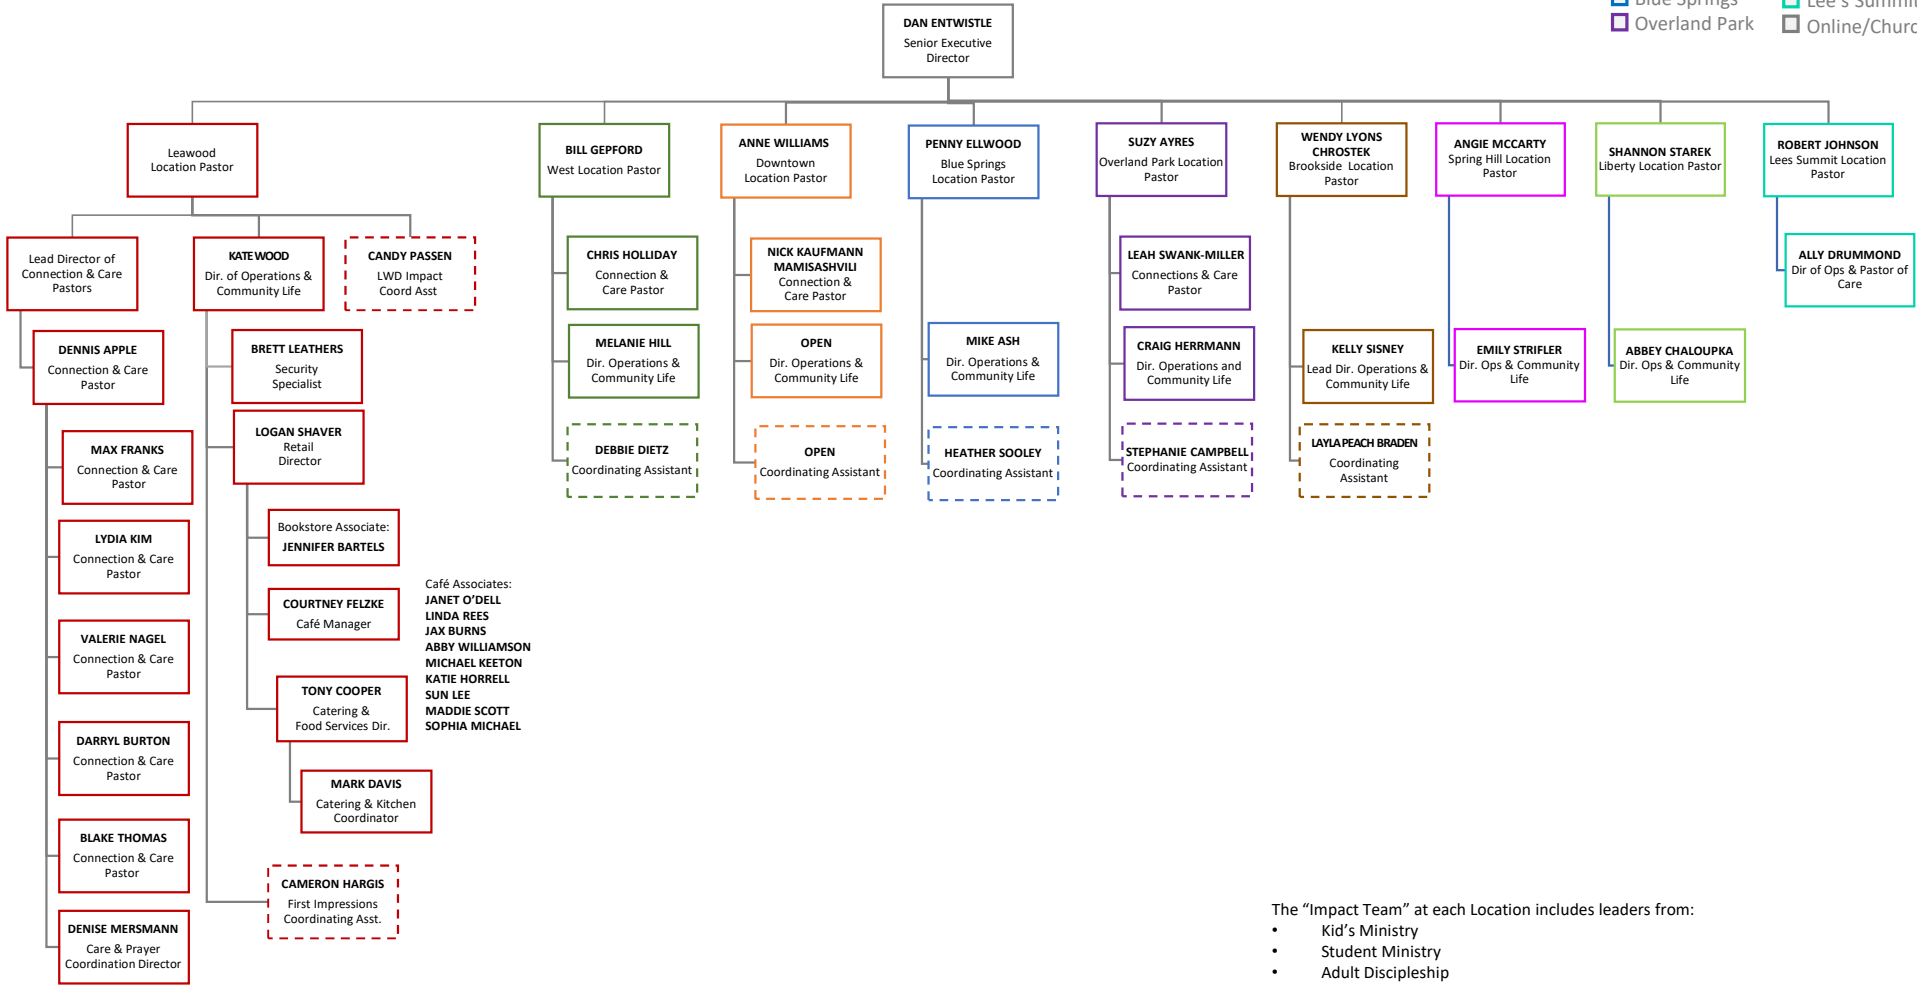 Blue Springs
Lee's Summit
Overland Park
DAN ENTWISTLE
Senior Executive
Director
Leawood
Location Pastor
BILL GEPFORD
West Location Pastor
ANNE WILLIAMS
Downtown
Location Pastor
PENNY ELLWOOD
Blue Springs
Location Pastor
SUZY AYRES
Overland Park Location
Pastor
WENDY LYONS
CHROSTEK
Brookside Location
Pastor
ANGIE MCCARTY
Spring Hill Location
Pastor
SHANNON STAREK
Liberty Location Pastor
ROBERT JOHNSON
Lees Summit Location
Pastor
Lead Director of
Connection & Care
Pastors
KATE WOOD
Dir. of Operations &
Community Life
CANDY PASSEN
LWD Impact
Coord Asst
CHRIS HOLLIDAY
Connection &
Care Pastor
NICK KAUFMANN
MAMISASHVILI
Connection &
Care Pastor
LEAH SWANK-MILLER
Connections & Care
Pastor
ALLY DRUMMOND
Dir of Ops & Pastor of
Care
DENNIS APPLE
Connection & Care
Pastor
BRETT LEATHERS
Security
Specialist
MELANIE HILL
Dir. Operations &
Community Life
OPEN
Dir. Operations &
Community Life
MIKE ASH
Dir. Operations &
Community Life
CRAIG HERRMANN
Dir. Operations and
Community Life
KELLY SISNEY
Lead Dir. Operations &
Community Life
EMILY STRIFLER
Dir. Ops & Community
Life
ABBEY CHALOUPKA
Dir. Ops & Community
Life
LOGAN SHAVER
Retail
Director
DEBBIE DIETZ
Coordinating Assistant
OPEN
Coordinating Assistant
HEATHER SOOLEY
Coordinating Assistant
STEPHANIE CAMPBELL
Coordinating Assistant
LAYLA PEACH BRADEN
Coordinating
Assistant
MAX FRANKS
Connection & Care
Pastor
LYDIA KIM
Connection & Care
Pastor
VALERIE NAGEL
Connection & Care
Pastor
DARRYL BURTON
Connection & Care
Pastor
BLAKE THOMAS
Connection & Care
Pastor
DENISE MERSMANN
Care & Prayer
Coordination Director
Bookstore Associate:
JENNIFER BARTELS
COURTNEY FELZKE
Café Manager
TONY COOPER
Catering &
Food Services Dir.
MARK DAVIS
Catering & Kitchen
Coordinator
CAMERON HARGIS
First Impressions
Coordinating Asst.
Café Associates:
JANET O'DELL
LINDA REES
JAX BURNS
ABBY WILLIAMSON
MICHAEL KEETON
KATIE HORRELL
SUN LEE
MADDIE SCOTT
SOPHIA MICHAEL
The “Impact Team” at each Location includes leaders from:
• Kid's Ministry
• Student Ministry
• Adult Discipleship